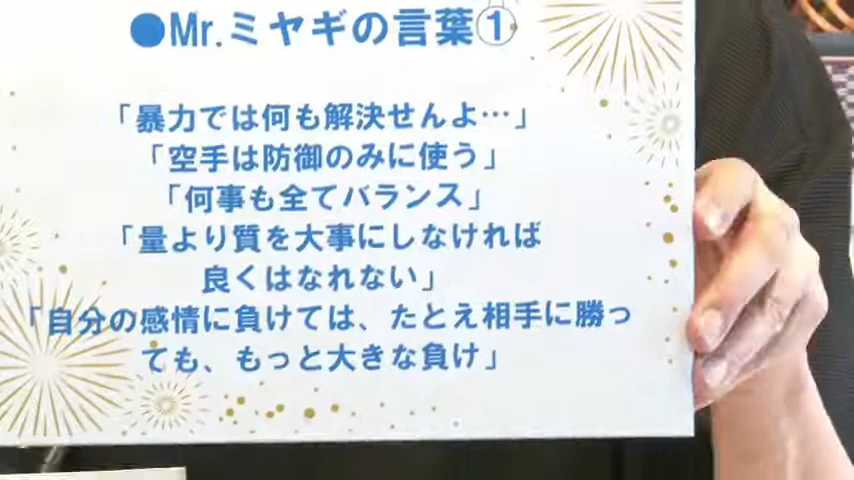 ●Mr.ミヤギの言葉①
「暴力では何も解決せんよ…」
「空手は防御のみに使う」
「何事も全てバランス」
「量より質を大事にしなければ
良くはなれない」
「自分の感情に負けては、たとえ相手に勝っ
ても、もっと大きな負け」